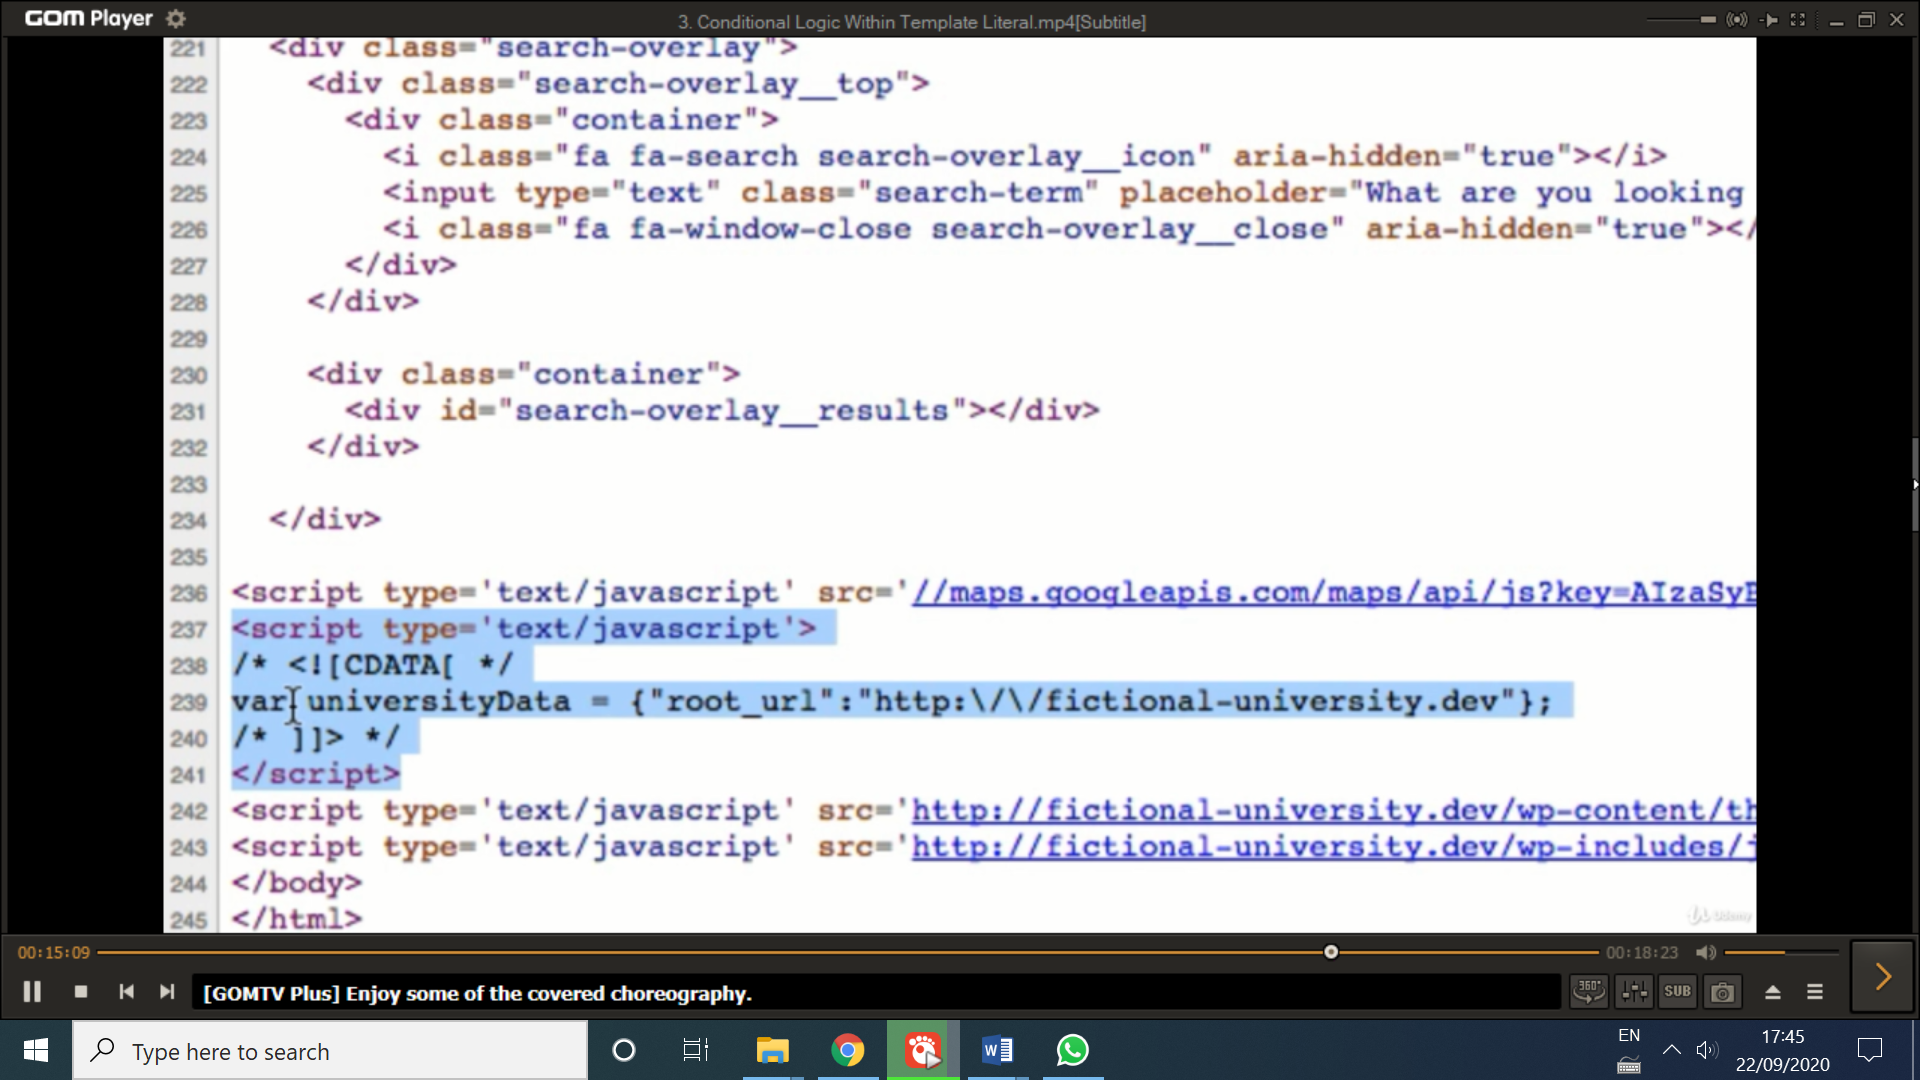 GOM Player
3. Conditional Logic Within Template Literal.mp4[Subtitle]
221 <div class="search-overlay">
222 <div class="search-overlay__top">
223 <div class="container">
224 <i class="fa fa-search search-overlay__icon" aria-hidden="true"></i>
225 <input type="text" class="search-term" placeholder="What are you looking
226 <i class="fa fa-window-close search-overlay__close" aria-hidden="true"></
227 </div>
228 </div>
229
230 <div class="container">
231 <div id="search-overlay__results"></div>
232 </div>
233
234 </div>
235
236 <script type='text/javascript' src='//maps.googleapis.com/maps/api/js?key=AIzaSyE
237 <script type='text/javascript'>
238 /* <![CDATA[ */
239 var universityData = {"root_url":"http:\/\/fictional-university.dev"};
240 /* ]]> */
241 </script>
242 <script type='text/javascript' src='http://fictional-university.dev/wp-content/th
243 <script type='text/javascript' src='http://fictional-university.dev/wp-includes/j
244 </body>
245 </html>
Udemy
00:15:09
00:18:23
[GOMTV Plus] Enjoy some of the covered choreography.
360°
SUB
Type here to search
EN
17:45
22/09/2020